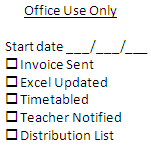 Office Use Only
Start date ___/___/___
☐ Invoice Sent
☐ Excel Updated
☐ Timetabled
☐ Teacher Notified
☐ Distribution List